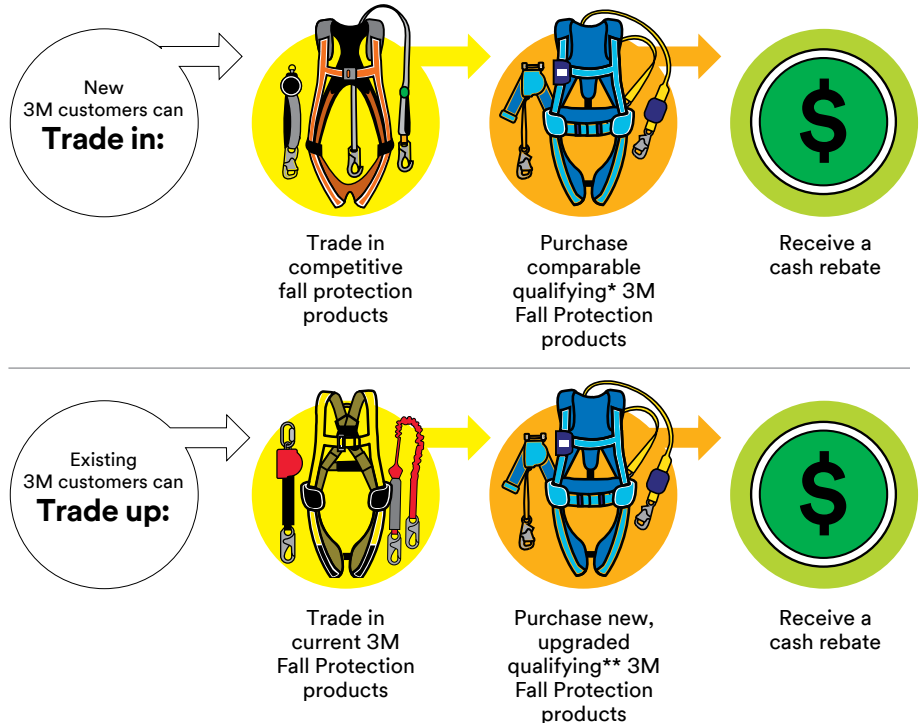 New
3M customers can
Trade in:
Trade in
competitive
fall protection
products
Purchase
comparable
qualifying* 3M
Fall Protection
products
$
Receive a
cash rebate
Existing
3M customers can
Trade up:
Trade in
current 3M
Fall Protection
products
Purchase new,
upgraded
qualifying** 3M
Fall Protection
products
$
Receive a
cash rebate